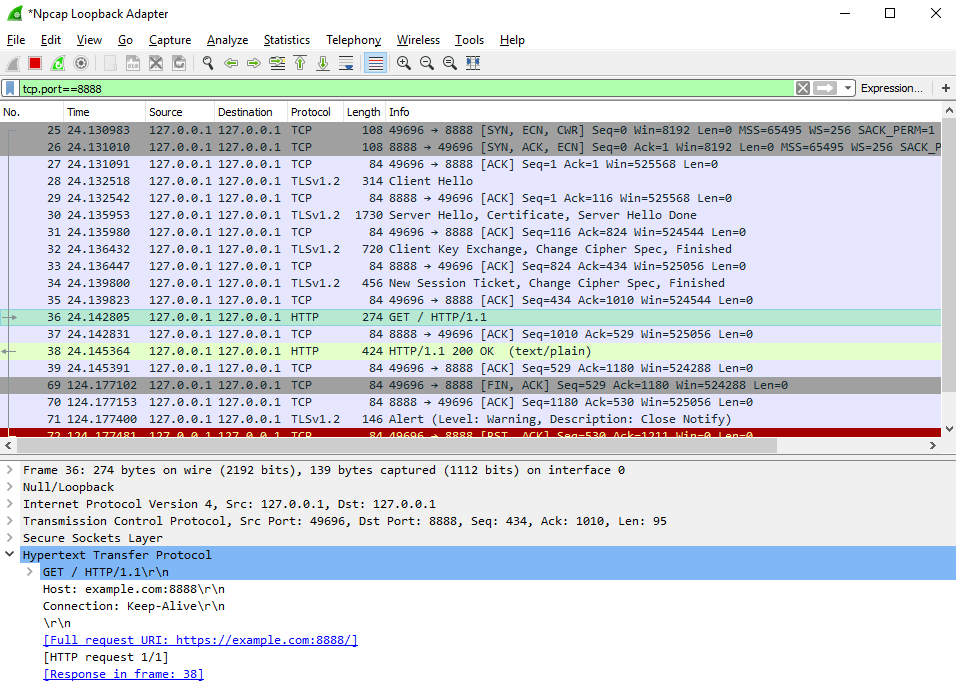 *Npcap Loopback Adapter
File Edit View Go Capture Analyze Statistics Telephony Wireless Tools Help
tcp.port==8888 Expression... +
No. Time Source Destination Protocol Length Info
25 24.130983 127.0.0.1 127.0.0.1 TCP 108 49696 → 8888 [SYN, ECN, CWR] Seq=0 Win=8192 Len=0 MSS=65495 WS=256 SACK_PERM=1
26 24.131010 127.0.0.1 127.0.0.1 TCP 108 8888 → 49696 [SYN, ACK, ECN] Seq=0 Ack=1 Win=8192 Len=0 MSS=65495 WS=256 SACK_P
27 24.131091 127.0.0.1 127.0.0.1 TCP 84 49696 → 8888 [ACK] Seq=1 Ack=1 Win=525568 Len=0
28 24.132518 127.0.0.1 127.0.0.1 TLSv1.2 314 Client Hello
29 24.132542 127.0.0.1 127.0.0.1 TCP 84 8888 → 49696 [ACK] Seq=1 Ack=116 Win=525568 Len=0
30 24.135953 127.0.0.1 127.0.0.1 TLSv1.2 1730 Server Hello, Certificate, Server Hello Done
31 24.135980 127.0.0.1 127.0.0.1 TCP 84 49696 → 8888 [ACK] Seq=116 Ack=824 Win=524544 Len=0
32 24.136432 127.0.0.1 127.0.0.1 TLSv1.2 720 Client Key Exchange, Change Cipher Spec, Finished
33 24.136447 127.0.0.1 127.0.0.1 TCP 84 8888 → 49696 [ACK] Seq=824 Ack=434 Win=525056 Len=0
34 24.139800 127.0.0.1 127.0.0.1 TLSv1.2 456 New Session Ticket, Change Cipher Spec, Finished
35 24.139823 127.0.0.1 127.0.0.1 TCP 84 49696 → 8888 [ACK] Seq=434 Ack=1010 Win=524544 Len=0
36 24.142805 127.0.0.1 127.0.0.1 HTTP 274 GET / HTTP/1.1
37 24.142831 127.0.0.1 127.0.0.1 TCP 84 8888 → 49696 [ACK] Seq=1010 Ack=529 Win=525056 Len=0
38 24.145364 127.0.0.1 127.0.0.1 HTTP 424 HTTP/1.1 200 OK (text/plain)
39 24.145391 127.0.0.1 127.0.0.1 TCP 84 49696 → 8888 [ACK] Seq=529 Ack=1180 Win=524288 Len=0
69 124.177102 127.0.0.1 127.0.0.1 TCP 84 49696 → 8888 [FIN, ACK] Seq=529 Ack=1180 Win=524288 Len=0
70 124.177153 127.0.0.1 127.0.0.1 TCP 84 8888 → 49696 [ACK] Seq=1180 Ack=530 Win=525056 Len=0
71 124.177400 127.0.0.1 127.0.0.1 TLSv1.2 146 Alert (Level: Warning, Description: Close Notify)
72 124.177481 127.0.0.1 127.0.0.1 TCP 84 49696 → 8888 [RST, ACK] Seq=530 Ack=1211 Win=0 Len=0
Frame 36: 274 bytes on wire (2192 bits), 139 bytes captured (1112 bits) on interface 0
Null/Loopback
Internet Protocol Version 4, Src: 127.0.0.1, Dst: 127.0.0.1
Transmission Control Protocol, Src Port: 49696, Dst Port: 8888, Seq: 434, Ack: 1010, Len: 95
Secure Sockets Layer
Hypertext Transfer Protocol
GET / HTTP/1.1\r\n
Host: example.com:8888\r\n
Connection: Keep-Alive\r\n
\r\n
[Full request URI: https://example.com:8888/]
[HTTP request 1/1]
[Response in frame: 38]